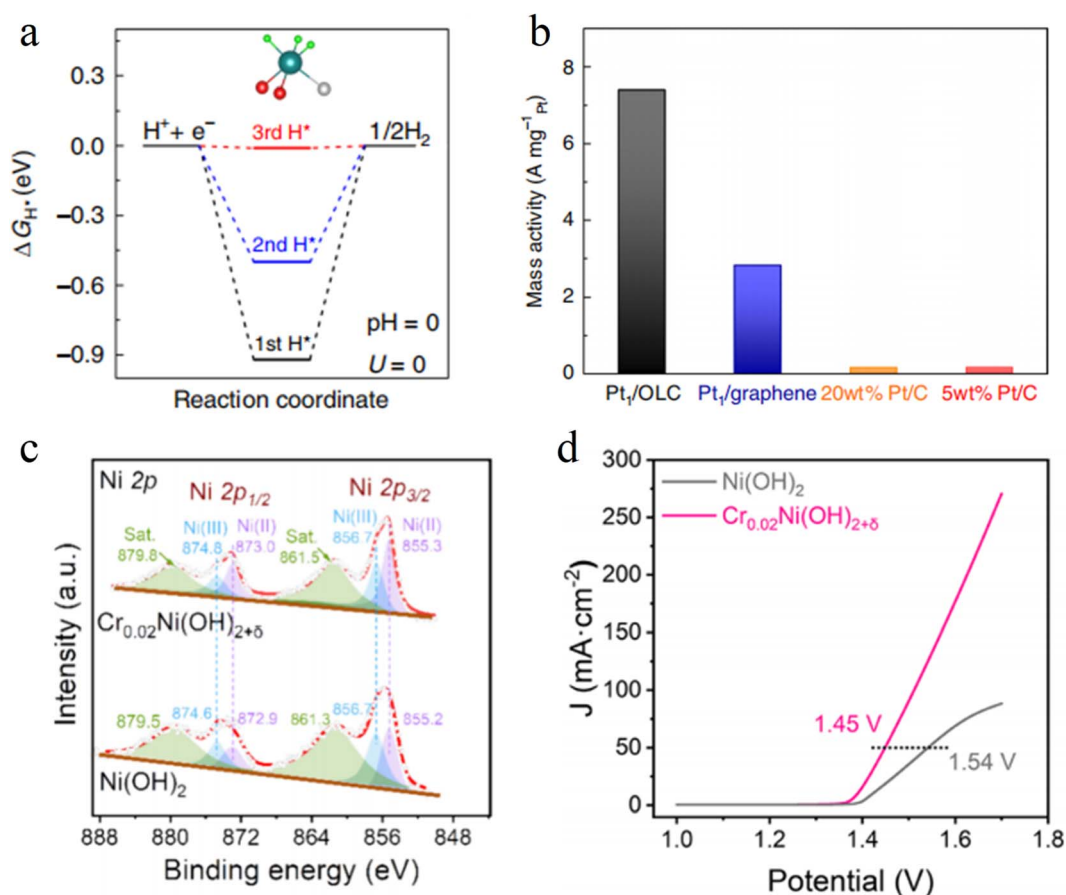 a
0.3
0.0
−0.3
−0.6
−0.9
ΔG_H* (eV)
H⁺ + e⁻
3rd H*
1/2H₂
2nd H*
1st H*
pH = 0
U = 0
Reaction coordinate
b
8
6
4
2
0
Mass activity (A mg⁻¹ Pt)
Pt₁/OLC
Pt₁/graphene
20wt% Pt/C
5wt% Pt/C
c
Ni 2p
Ni 2p₁/₂
Ni 2p₃/₂
Sat.
879.8
Ni(III)
874.8
Ni(II)
873.0
Sat.
861.5
Ni(III)
856.7
Ni(II)
855.3
Cr₀.₀₂Ni(OH)₂₊δ
879.5
874.6
872.9
861.3
856.7
855.2
Ni(OH)₂
Intensity (a.u.)
888 880 872 864 856 848
Binding energy (eV)
d
300
250
200
150
100
50
0
J (mA·cm⁻²)
Ni(OH)₂
Cr₀.₀₂Ni(OH)₂₊δ
1.45 V
1.54 V
1.0 1.2 1.4 1.6 1.8
Potential (V)